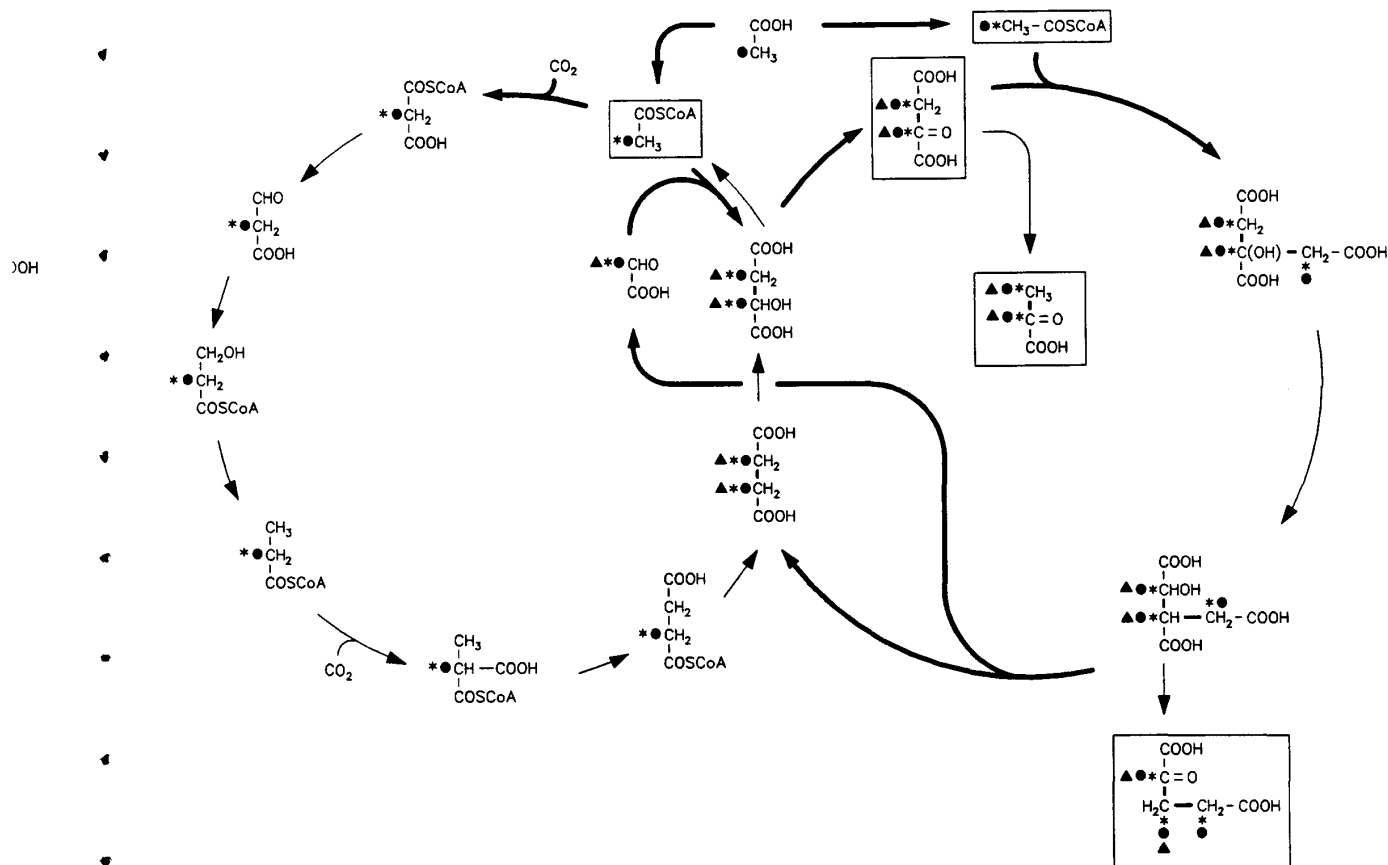 COOH
●CH₃
●*CH₃–COSCoA
CO₂
COSCoA
*●CH₂
COOH
COSCoA
*●CH₃
COOH
▲●*CH₂
▲●*C=O
COOH
CHO
*●CH₂
COOH
▲*●CHO
COOH
COOH
▲*●CH₂
▲*●CHOH
COOH
▲●*CH₃
▲●*C=O
COOH
COOH
▲●*CH₂
▲●*C(OH)–CH₂–COOH
COOH * ●
)OH
CH₂OH
*●CH₂
COSCoA
COOH
▲*●CH₂
▲*●CH₂
COOH
CH₃
*●CH₂
COSCoA
CO₂
CH₃
*●CH–COOH
COSCoA
COOH
CH₂
*●CH₂
COSCoA
COOH
▲●*CHOH *●
▲●*CH–CH₂–COOH
COOH
COOH
▲●*C=O
H₂C–CH₂–COOH
* *
● ●
▲